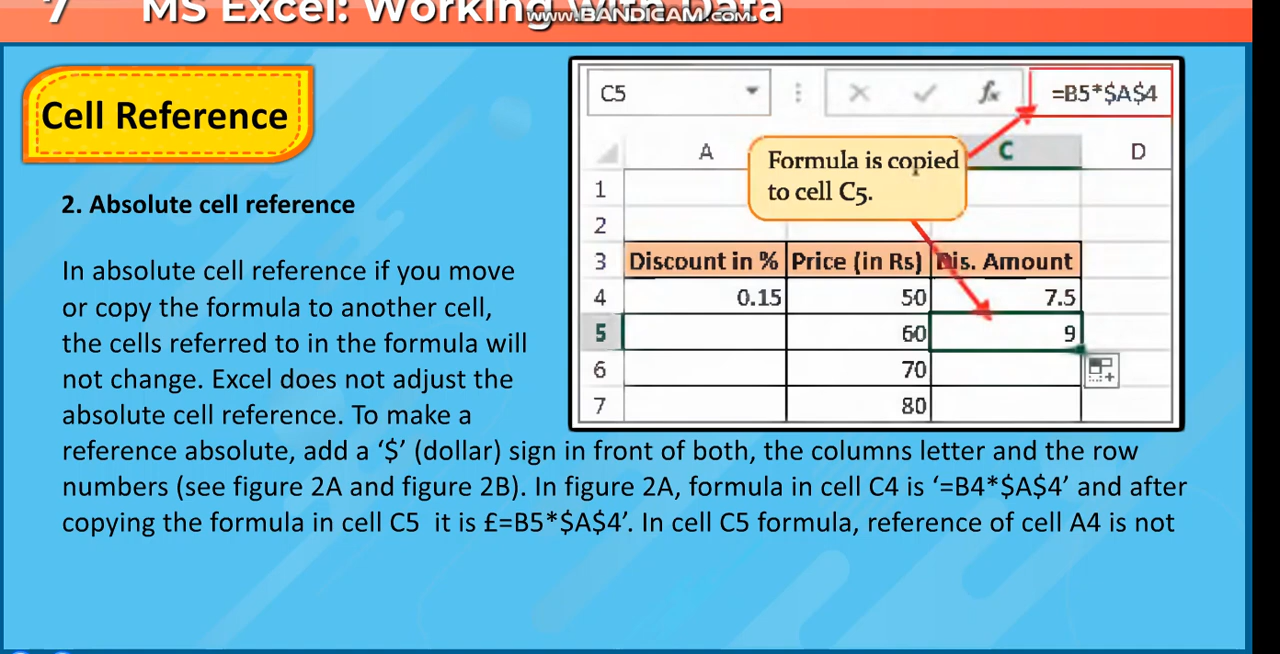 7 MS Excel: Working With Data
www.BANDICAM.com
Cell Reference
2. Absolute cell reference
In absolute cell reference if you move
or copy the formula to another cell,
the cells referred to in the formula will
not change. Excel does not adjust the
absolute cell reference. To make a
reference absolute, add a ‘$’ (dollar) sign in front of both, the columns letter and the row
numbers (see figure 2A and figure 2B). In figure 2A, formula in cell C4 is ‘=B4*$A$4’ and after
copying the formula in cell C5 it is £=B5*$A$4’. In cell C5 formula, reference of cell A4 is not
C5 fx =B5*$A$4
A C D
Formula is copied
to cell C5.
1
2
3 Discount in % Price (in Rs) Dis. Amount
4 0.15 50 7.5
5 60 9
6 70
7 80